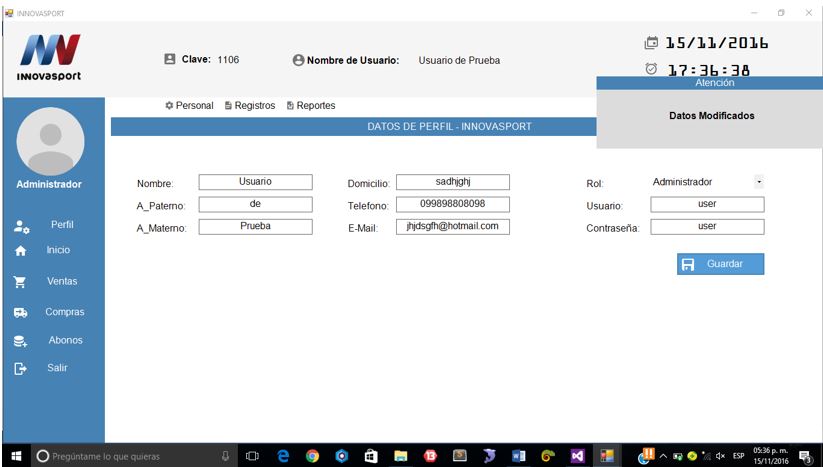 INNOVASPORT
INNOVAsport
Clave: 1106
Nombre de Usuario: Usuario de Prueba
15/11/2016
17:36:38
Atención
Datos Modificados
Personal Registros Reportes
DATOS DE PERFIL - INNOVASPORT
Administrador
Perfil
Inicio
Ventas
Compras
Abonos
Salir
Nombre: Usuario Domicilio: sadhjghj Rol: Administrador
A_Paterno: de Telefono: 099898808098 Usuario: user
A_Materno: Prueba E-Mail: jhjdsgfh@hotmail.com Contraseña: user
Guardar
Pregúntame lo que quieras
ESP
05:36 p. m.
15/11/2016
3